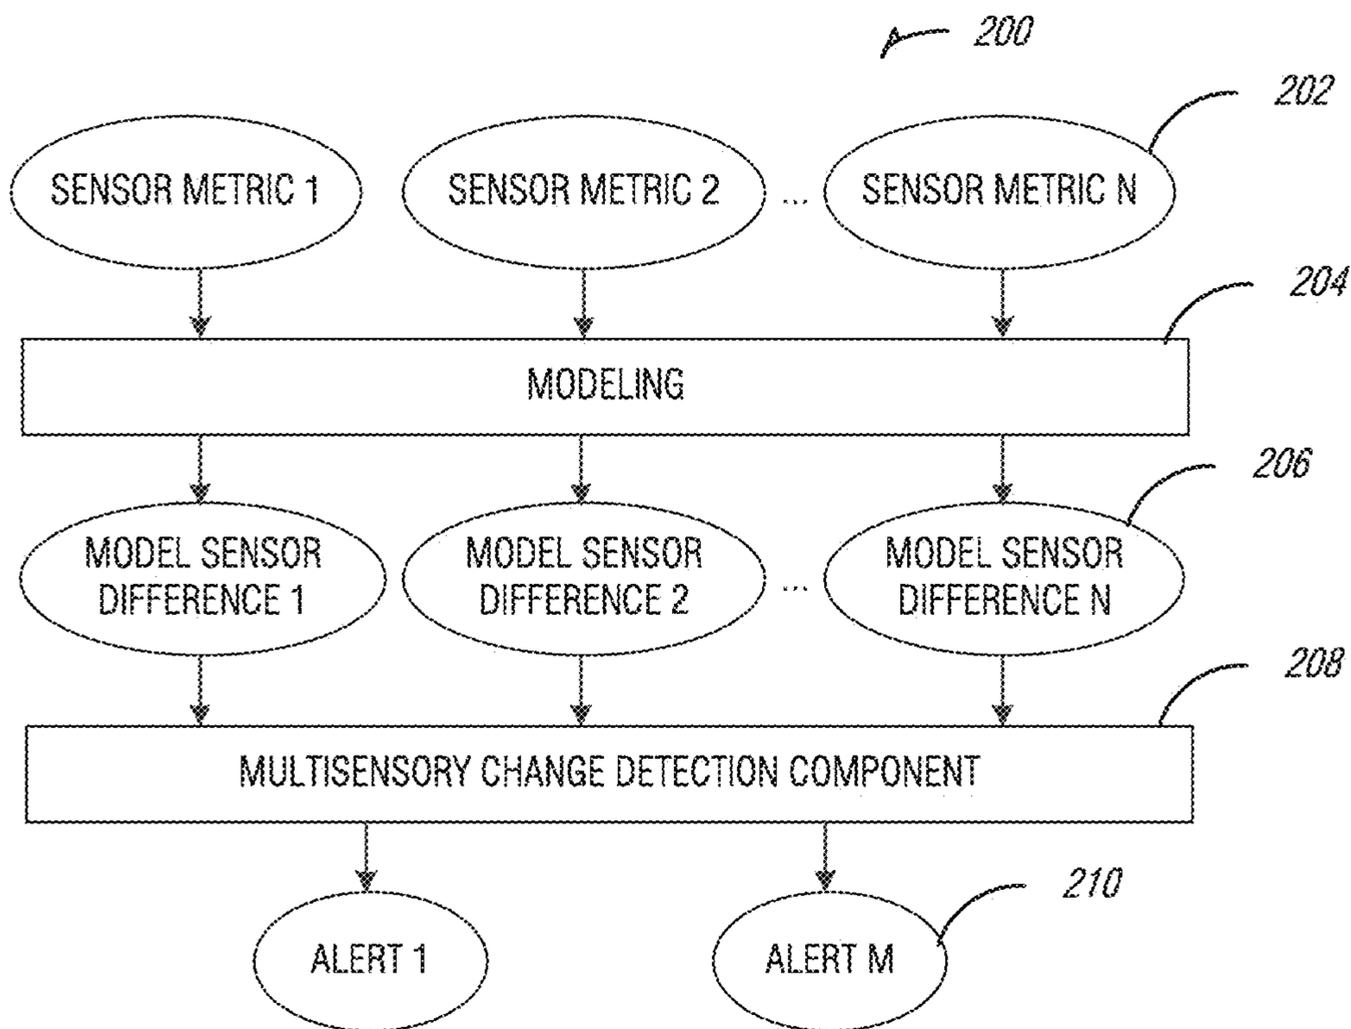 200
202
SENSOR METRIC 1
SENSOR METRIC 2
...
SENSOR METRIC N
204
MODELING
206
MODEL SENSOR
DIFFERENCE 1
MODEL SENSOR
DIFFERENCE 2
...
MODEL SENSOR
DIFFERENCE N
208
MULTISENSORY CHANGE DETECTION COMPONENT
210
ALERT 1
ALERT M